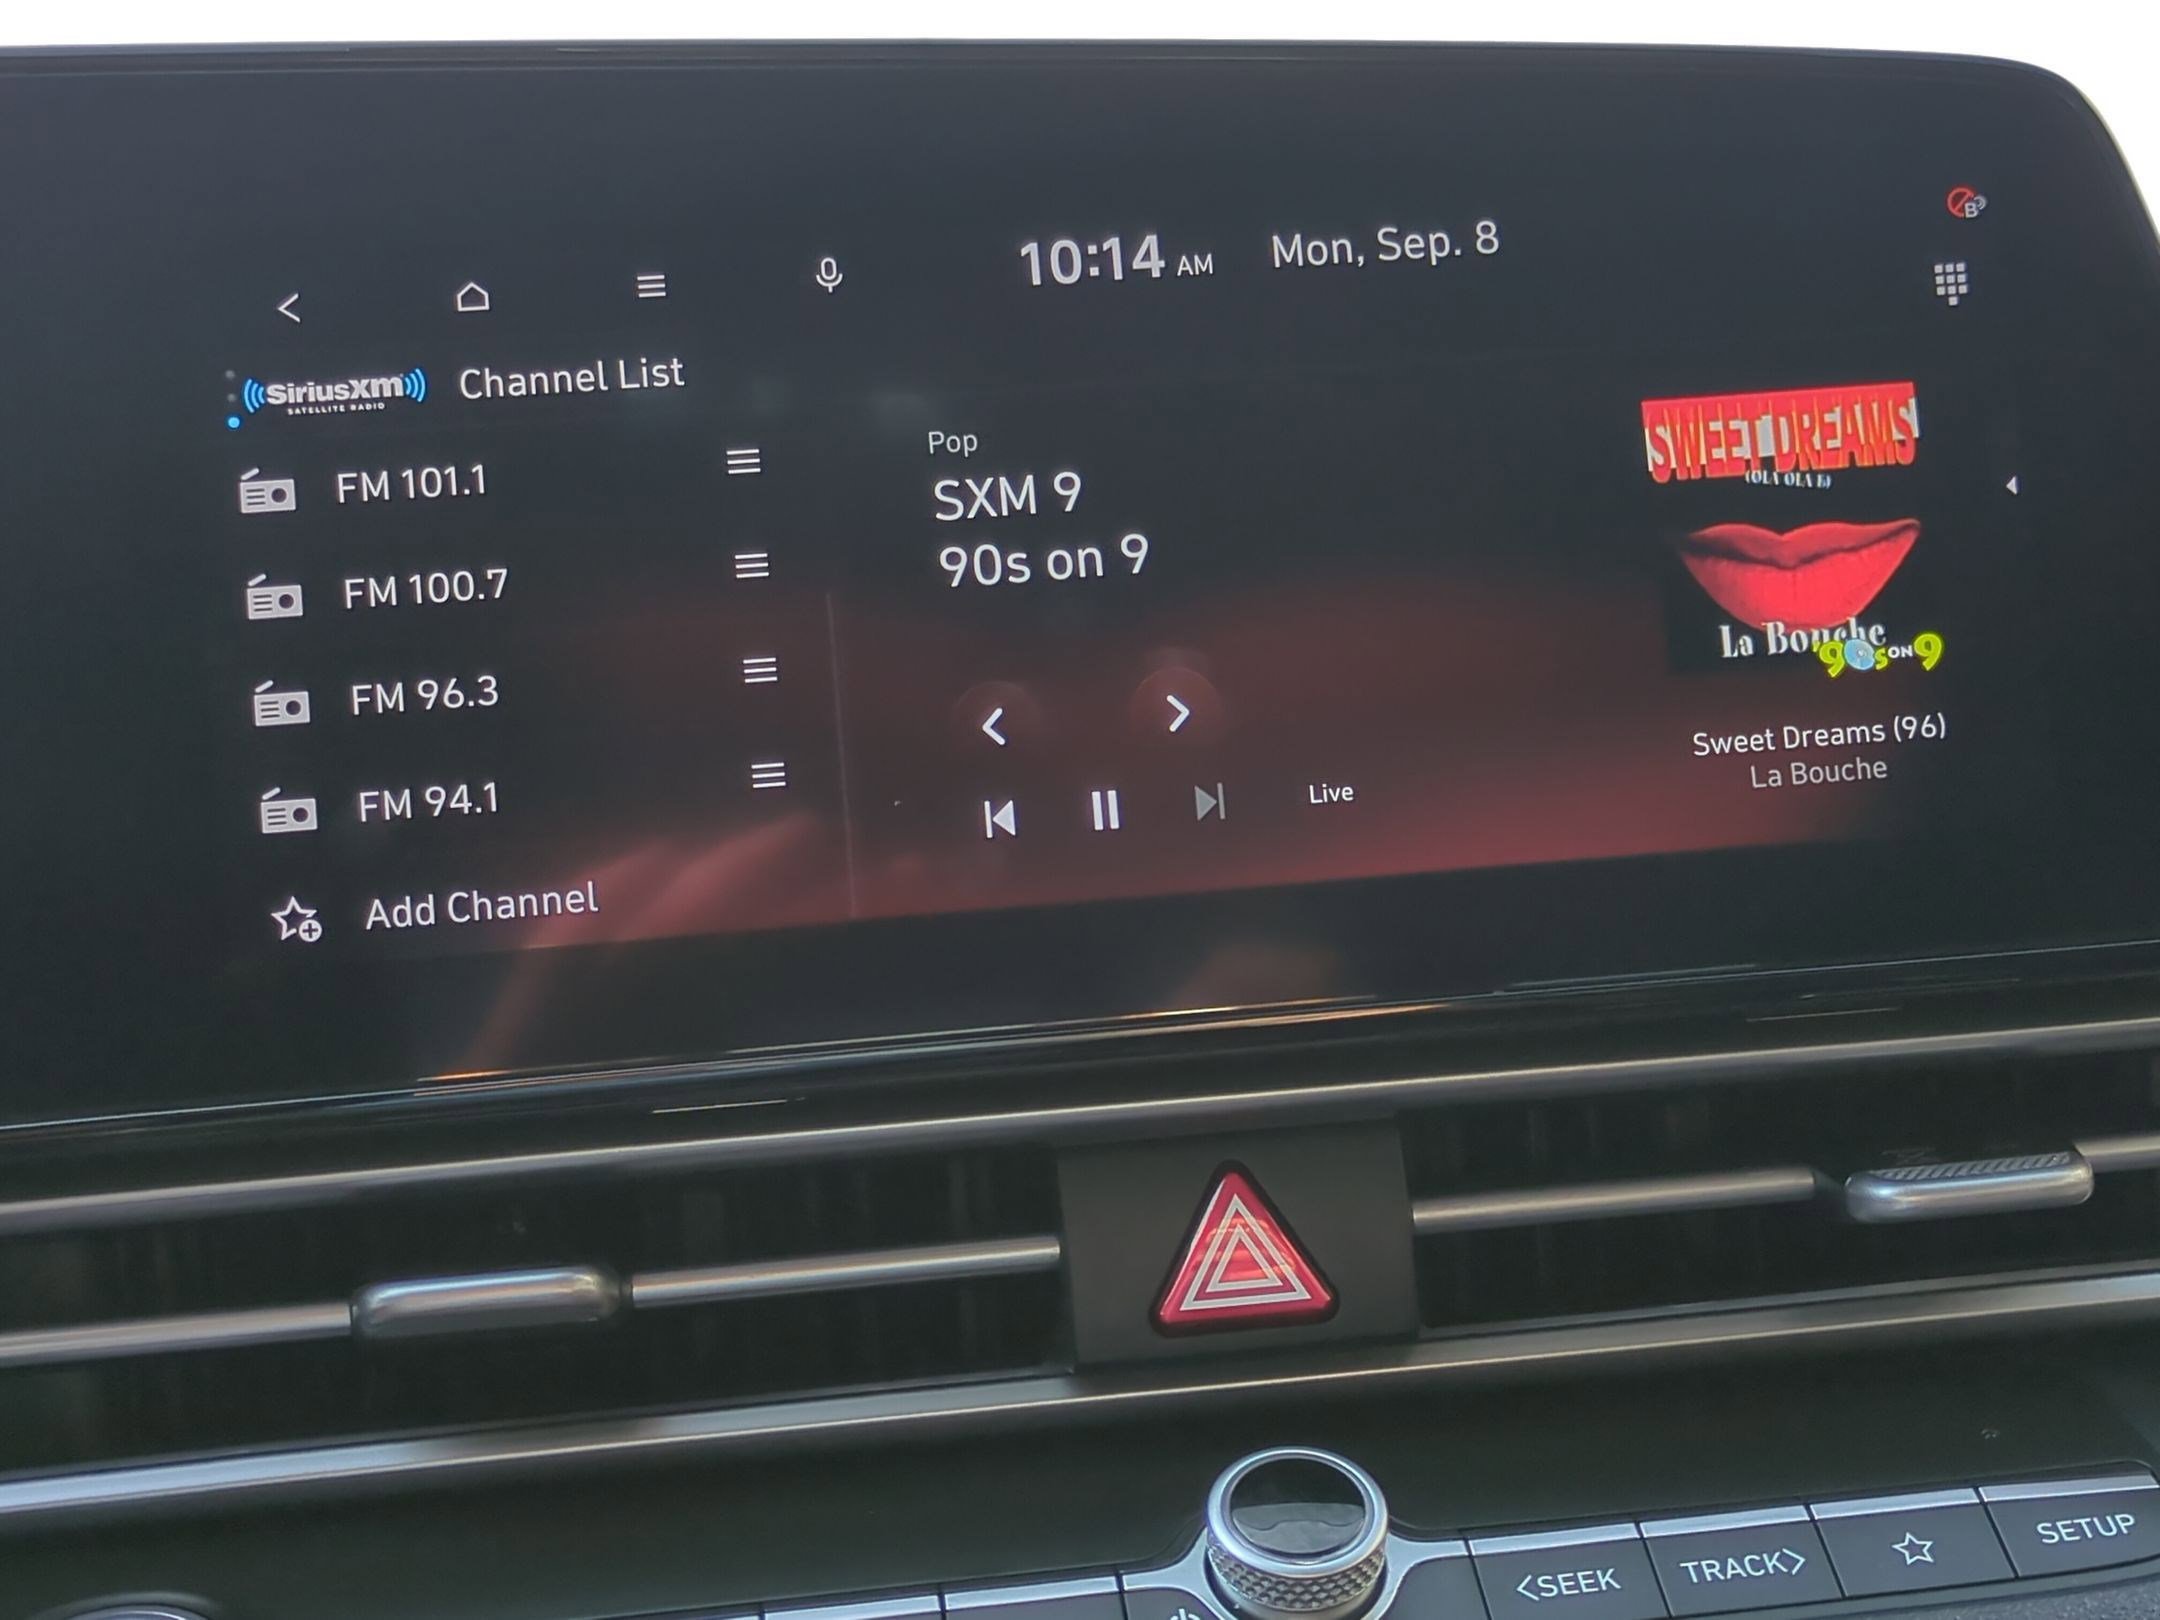 10:14 AM Mon, Sep. 8
SiriusXM
SATELLITE RADIO
Channel List
FM 101.1
FM 100.7
FM 96.3
FM 94.1
Add Channel
Pop
SXM 9
90s on 9
Live
SWEET DREAMS
(OLA OLA E)
La Bouche
90s ON 9
Sweet Dreams (96)
La Bouche
B
<SEEK
TRACK>
SETUP